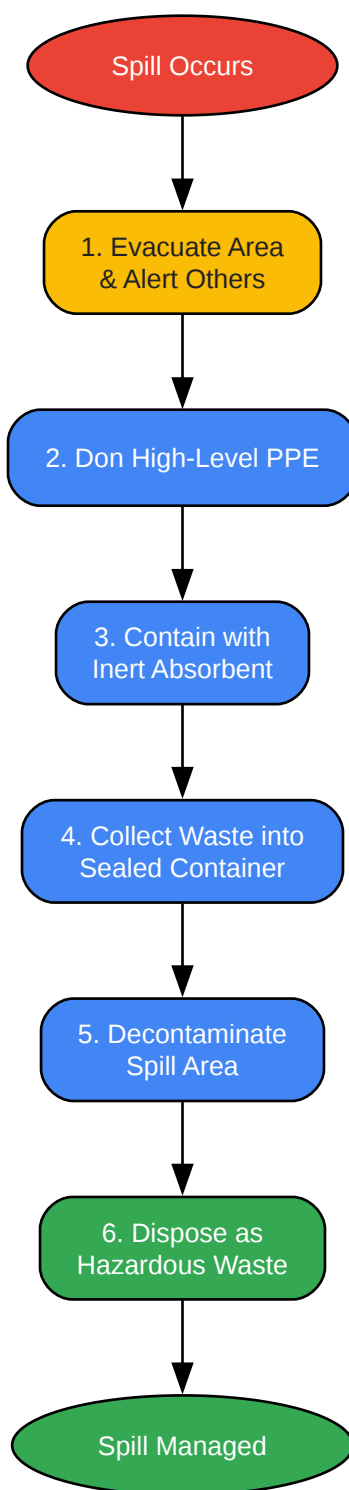 Spill Occurs
1. Evacuate Area
& Alert Others
2. Don High-Level PPE
3. Contain with
Inert Absorbent
4. Collect Waste into
Sealed Container
5. Decontaminate
Spill Area
6. Dispose as
Hazardous Waste
Spill Managed